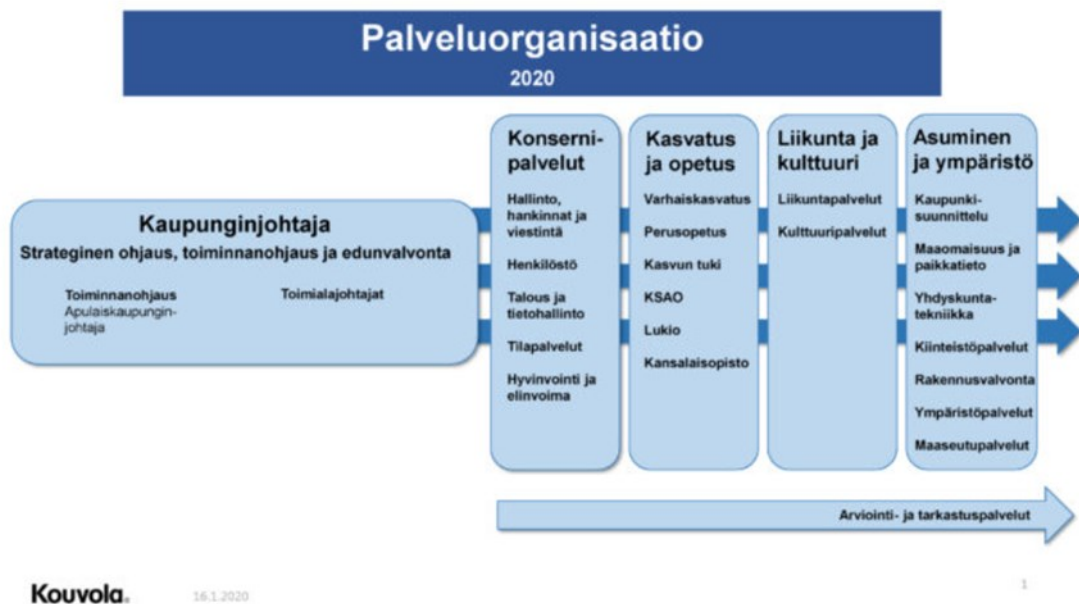 Palveluorganisaatio
2020
Kaupunginjohtaja
Strateginen ohjaus, toiminnanohjaus ja edunvalvonta
Toiminnanohjaus
Apulaiskaupungin-
johtaja
Toimialajohtajat
Konserni-
palvelut
Hallinto,
hankinnat ja
viestintä
Henkilöstö
Talous ja
tietohallinto
Tilapalvelut
Hyvinvointi ja
elinvoima
Kasvatus
ja opetus
Varhaiskasvatus
Perusopetus
Kasvun tuki
KSAO
Lukio
Kansalaisopisto
Liikunta ja
kulttuuri
Liikuntapalvelut
Kulttuuripalvelut
Asuminen
ja ympäristö
Kaupunki-
suunnittelu
Maaomaisuus ja
paikkatieto
Yhdyskunta-
tekniikka
Kiinteistöpalvelut
Rakennusvalvonta
Ympäristöpalvelut
Maaseutupalvelut
Arviointi- ja tarkastuspalvelut
Kouvola.
16.1.2020
1